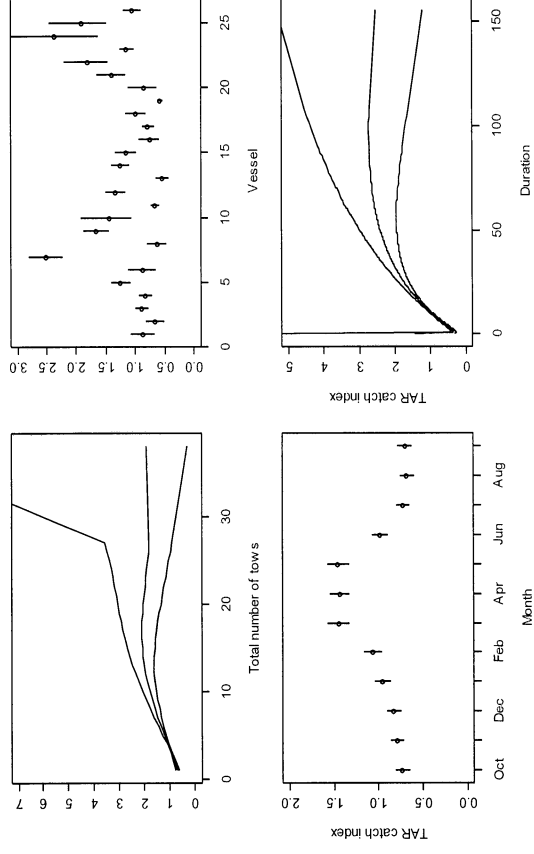 0 1 2 3 4 5 6 7
0 10 20 30
Total number of tows
0.0 0.5 1.0 1.5 2.0 2.5 3.0
0 5 10 15 20 25
Vessel
TAR catch index
0.0 0.5 1.0 1.5 2.0
Oct Dec Feb Apr Jun Aug
Month
TAR catch index
0 1 2 3 4 5
0 50 100 150
Duration